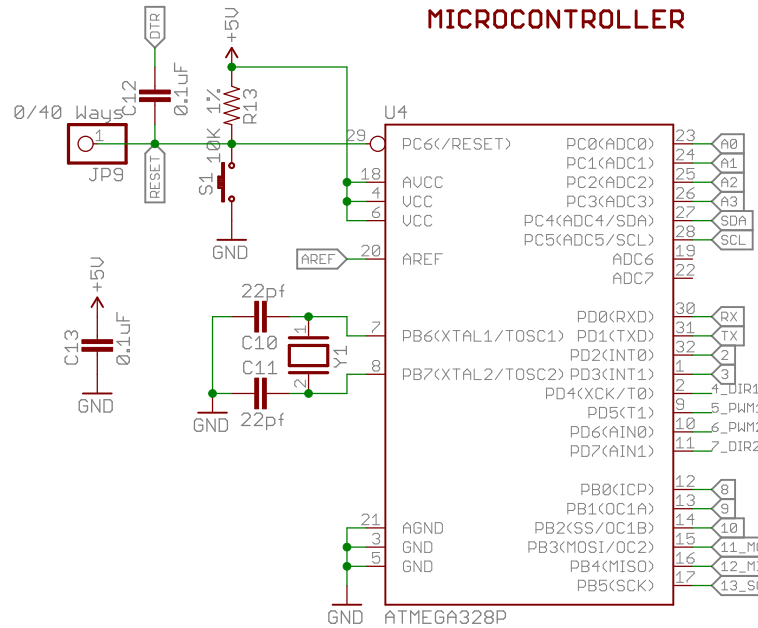 MICROCONTROLLER
DTR
+5V
C12
0.1uF
1%
R13
10K
0/40 Ways
1
JP9
RESET
S1
GND
U4
29 PC6(/RESET)
18 AVCC
4 VCC
6 VCC
AREF 20 AREF
7 PB6(XTAL1/TOSC1)
8 PB7(XTAL2/TOSC2)
21 AGND
3 GND
5 GND
GND
ATMEGA328P
PC0(ADC0) 23 A0
PC1(ADC1) 24 A1
PC2(ADC2) 25 A2
PC3(ADC3) 26 A3
PC4(ADC4/SDA) 27 SDA
PC5(ADC5/SCL) 28 SCL
ADC6 19
ADC7 22
PD0(RXD) 30 RX
PD1(TXD) 31 TX
PD2(INT0) 32 2
PD3(INT1) 1 3
PD4(XCK/T0) 2 4_DIR1
PD5(T1) 9 5_PWM1
PD6(AIN0) 10 6_PWM2
PD7(AIN1) 11 7_DIR2
PB0(ICP) 12 8
PB1(OC1A) 13 9
PB2(SS/OC1B) 14 10
PB3(MOSI/OC2) 15 11_M
PB4(MISO) 16 12_MI
PB5(SCK) 17 13_S
+5V
C13
0.1uF
GND
22pf
C10
1
Y1
C11
2
22pf
GND